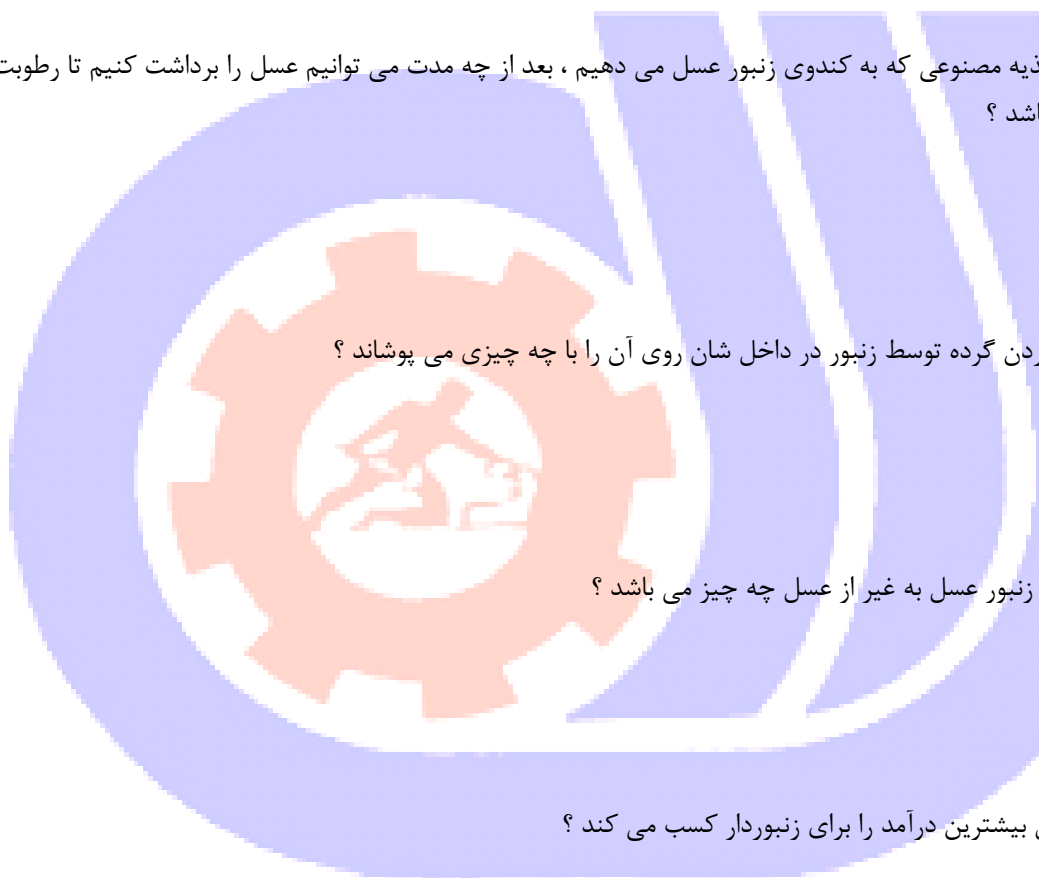 ذیه مصنوعی که به کندوی زنبور عسل می دهیم ، بعد از چه مدت می توانیم عسل را برداشت کنیم تا رطوبت
اشد ؟
ردن گرده توسط زنبور در داخل شان روی آن را با چه چیزی می پوشاند ؟
زنبور عسل به غیر از عسل چه چیز می باشد ؟
بیشترین درآمد را برای زنبوردار کسب می کند ؟